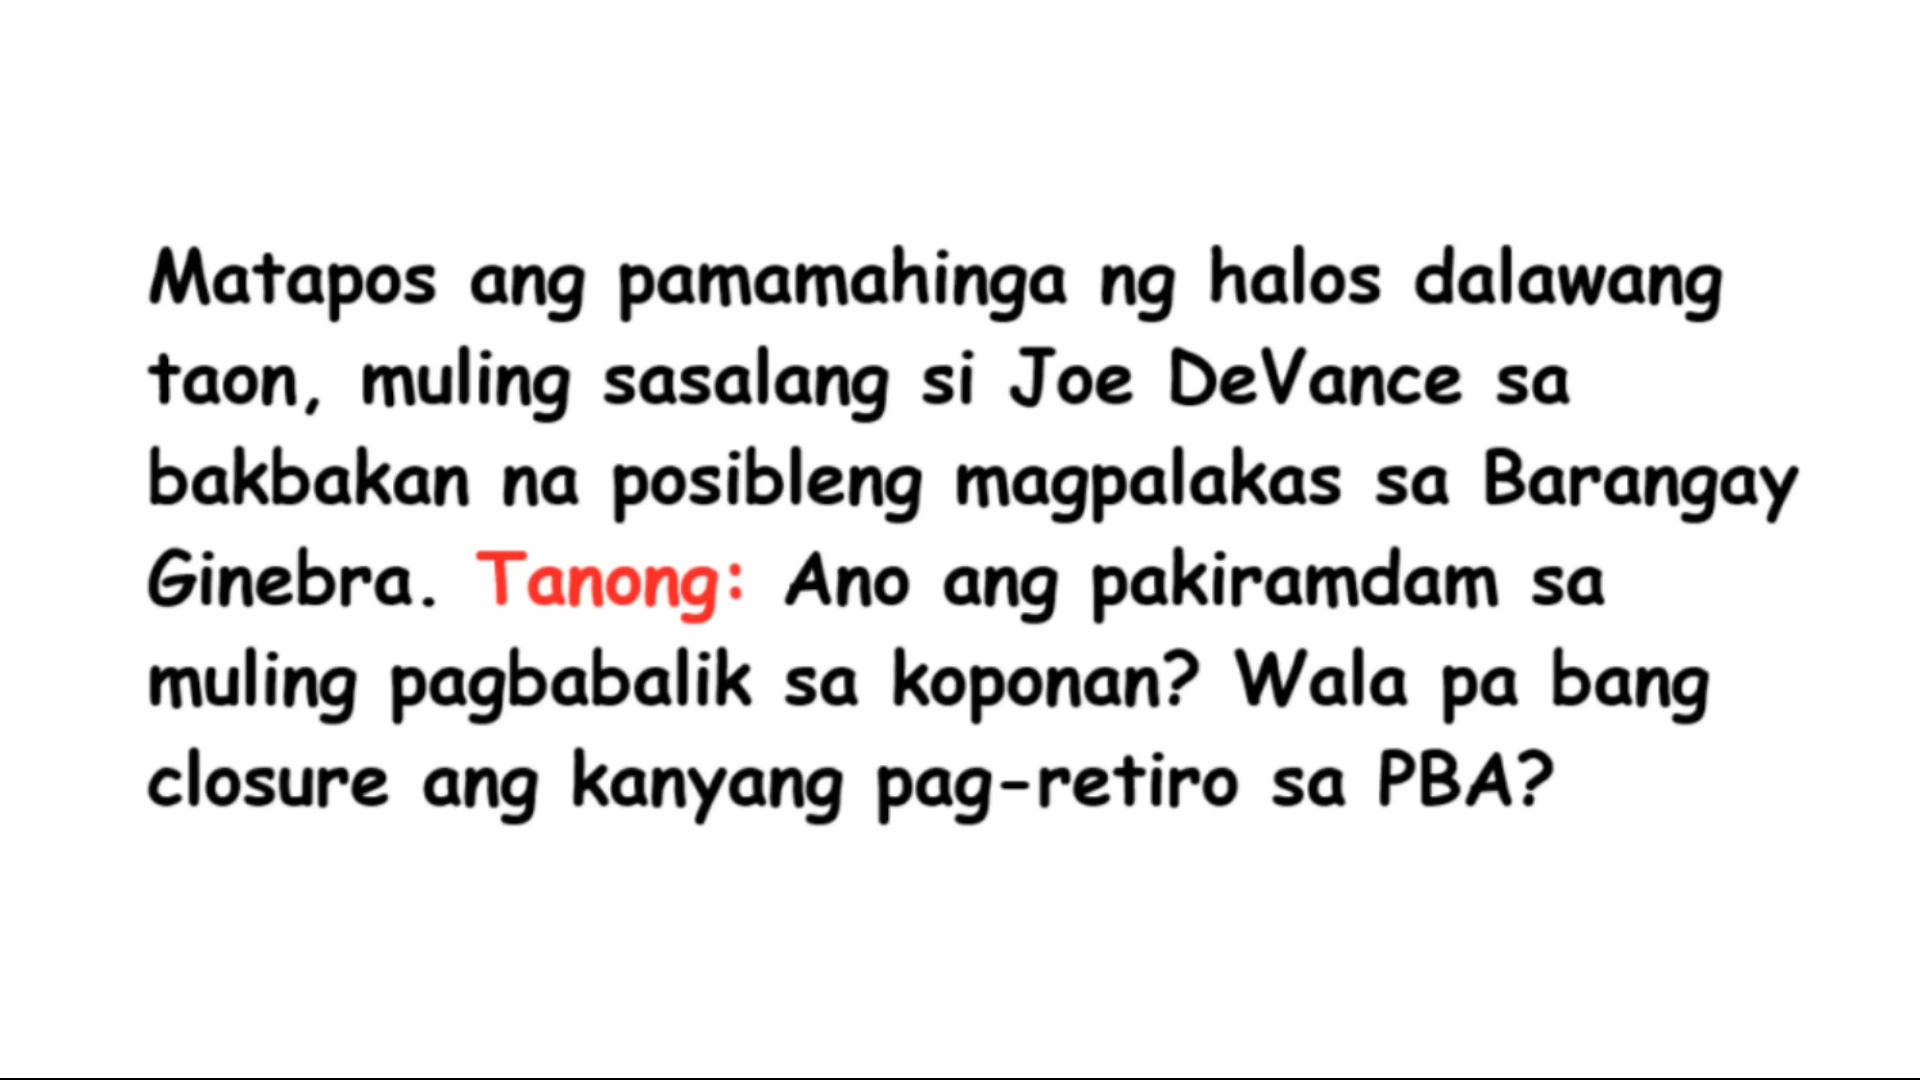 Matapos ang pamamahinga ng halos dalawang
taon, muling sasalang si Joe DeVance sa
bakbakan na posibleng magpalakas sa Barangay
Ginebra. Tanong: Ano ang pakiramdam sa
muling pagbabalik sa koponan? Wala pa bang
closure ang kanyang pag-retiro sa PBA?